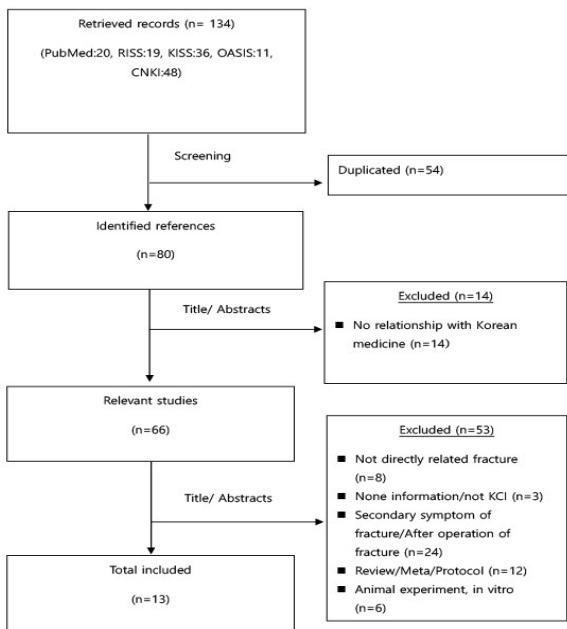 Retrieved records (n= 134)
(PubMed:20, RISS:19, KISS:36, OASIS:11,
CNKI:48)
Screening
Duplicated (n=54)
Identified references
(n=80)
Title/ Abstracts
Excluded (n=14)
■ No relationship with Korean
medicine (n=14)
Relevant studies
(n=66)
Title/ Abstracts
Excluded (n=53)
■ Not directly related fracture
(n=8)
■ None information/not KCI (n=3)
■ Secondary symptom of
fracture/After operation of
fracture (n=24)
■ Review/Meta/Protocol (n=12)
■ Animal experiment, in vitro
(n=6)
Total included
(n=13)